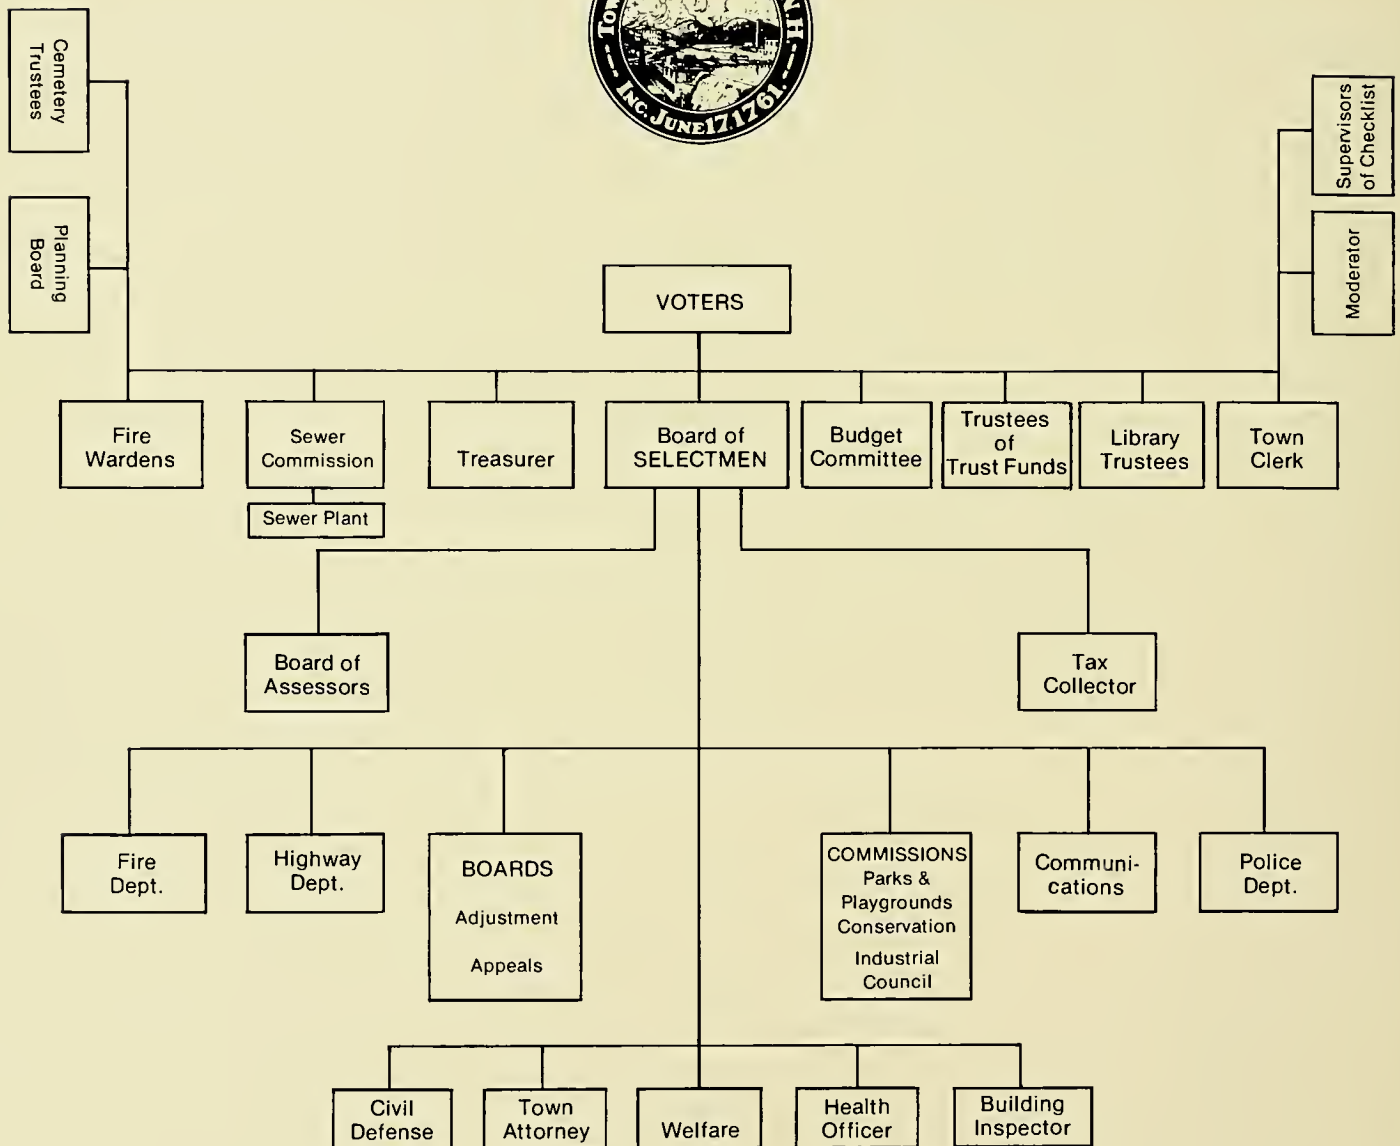 INC. JUNE 17, 1761.
Cemetery
Trustees
Planning
Board
Supervisors
of Checklist
Moderator
VOTERS
Fire
Wardens
Sewer
Commission
Sewer Plant
Treasurer
Board of
SELECTMEN
Budget
Committee
Trustees
of
Trust Funds
Library
Trustees
Town
Clerk
Board of
Assessors
Tax
Collector
Fire
Dept.
Highway
Dept.
BOARDS
Adjustment
Appeals
COMMISSIONS
Parks &
Playgrounds
Conservation
Industrial
Council
Communi-
cations
Police
Dept.
Civil
Defense
Town
Attorney
Welfare
Health
Officer
Building
Inspector